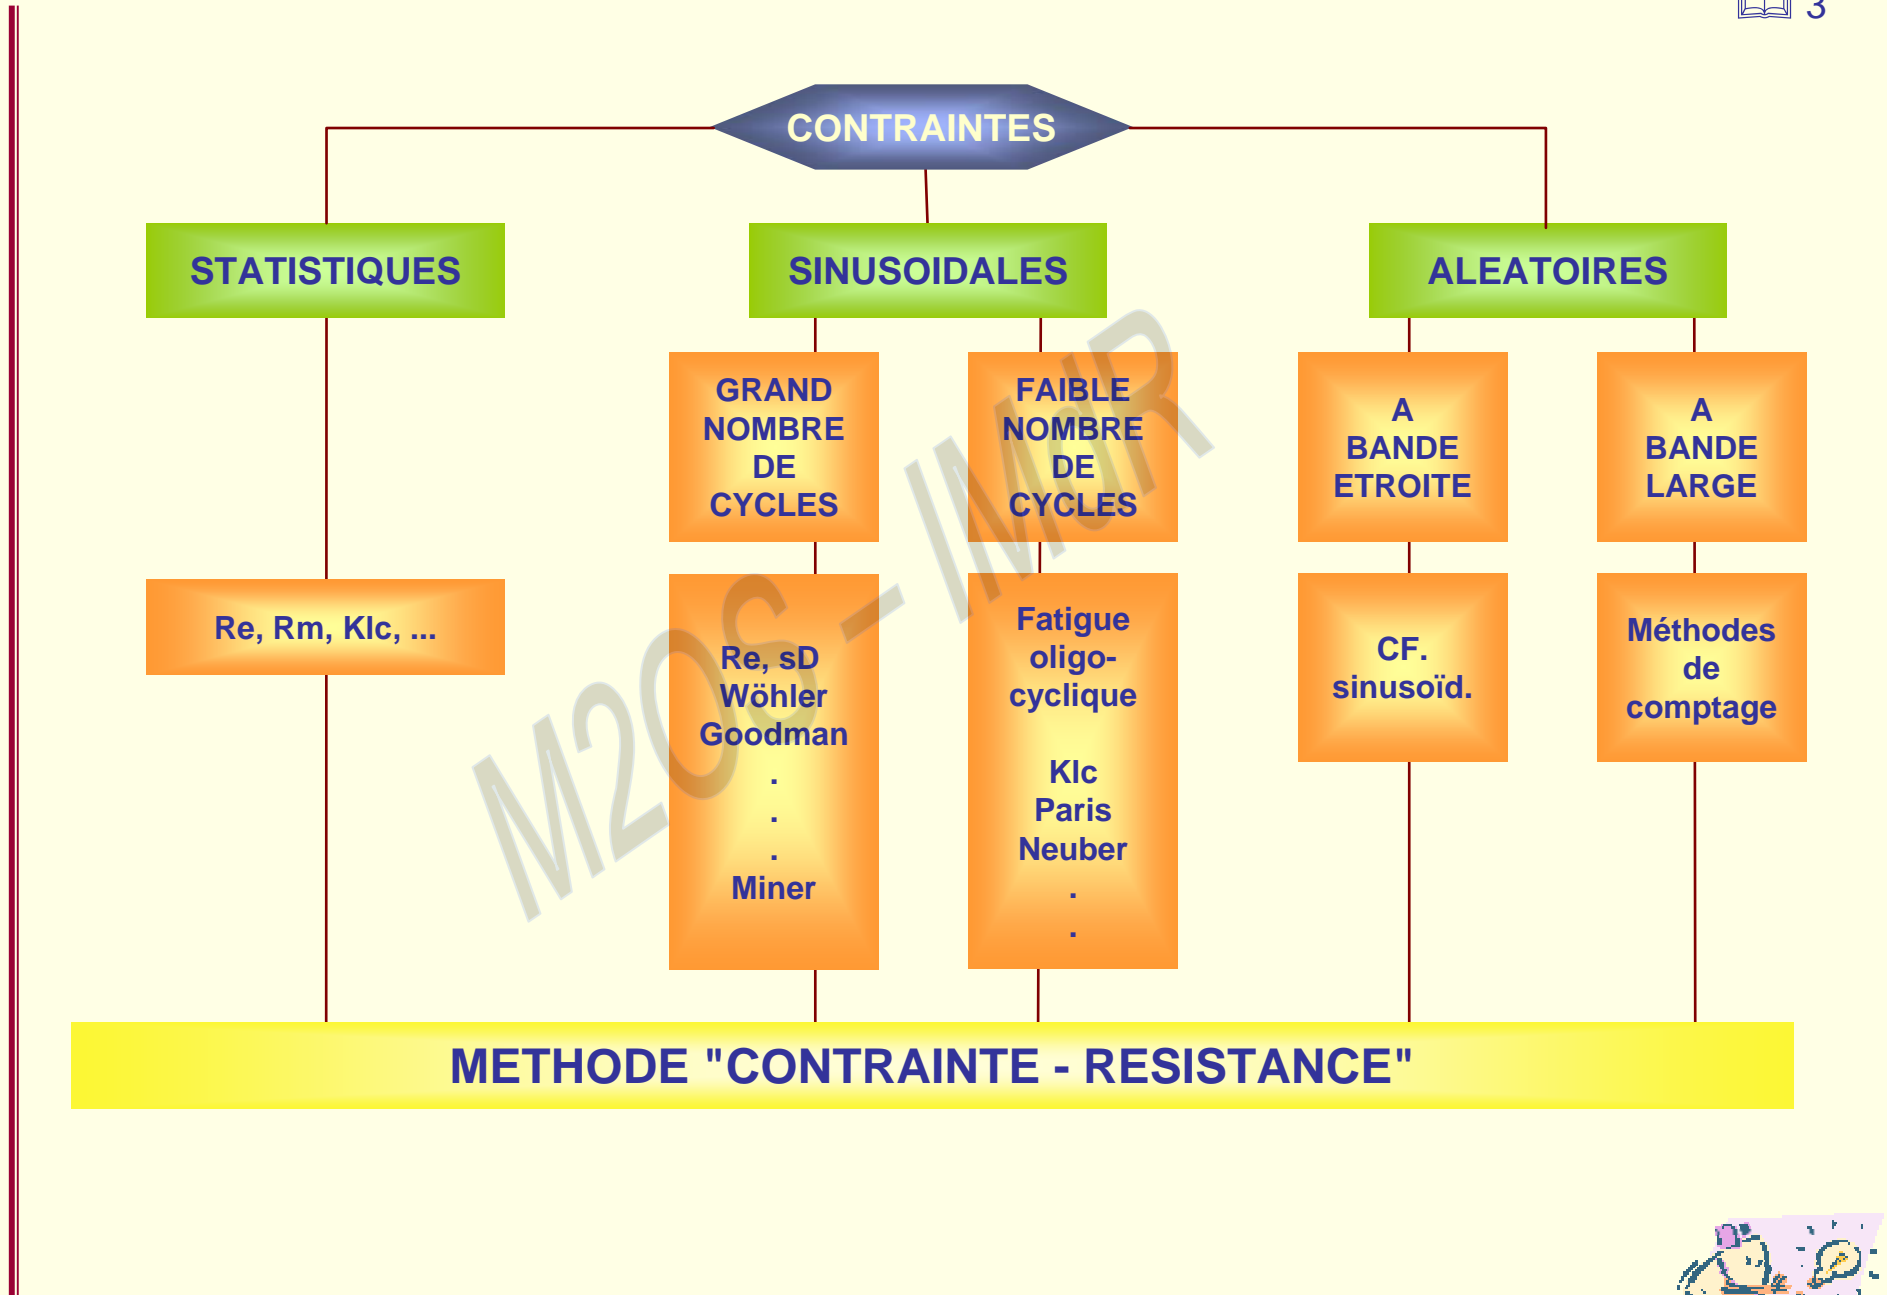 3
CONTRAINTES
STATISTIQUES
SINUSOIDALES
ALEATOIRES
GRAND
NOMBRE
DE
CYCLES
FAIBLE
NOMBRE
DE
CYCLES
A
BANDE
ETROITE
A
BANDE
LARGE
Re, Rm, KIc, ...
Re, sD
Wöhler
Goodman
.
.
.
Miner
Fatigue
oligo-
cyclique
KIc
Paris
Neuber
.
.
CF.
sinusoïd.
Méthodes
de
comptage
METHODE "CONTRAINTE - RESISTANCE"
M2OS – IMdR